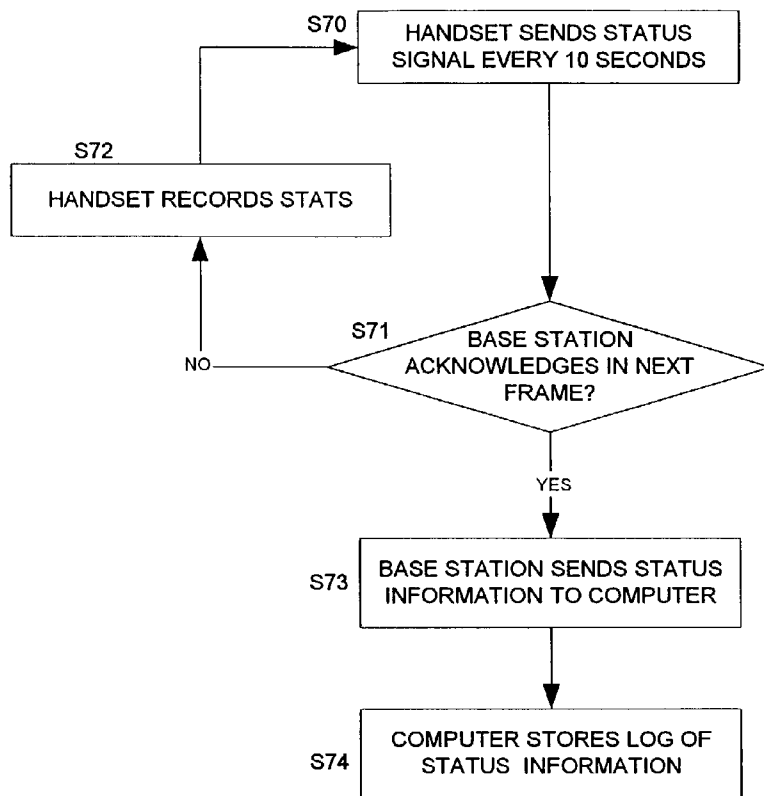 S70
HANDSET SENDS STATUS
SIGNAL EVERY 10 SECONDS
S72
HANDSET RECORDS STATS
S71
BASE STATION
ACKNOWLEDGES IN NEXT
FRAME?
NO
YES
S73
BASE STATION SENDS STATUS
INFORMATION TO COMPUTER
S74
COMPUTER STORES LOG OF
STATUS INFORMATION